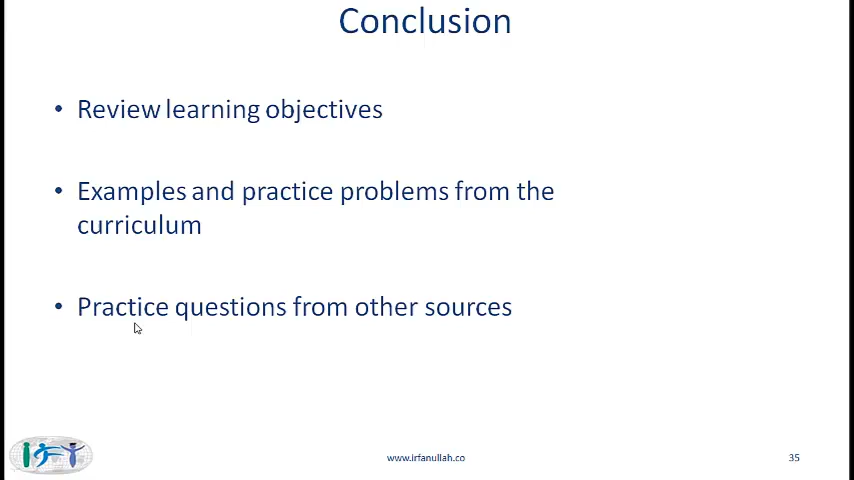 Conclusion
• Review learning objectives
• Examples and practice problems from the
curriculum
• Practice questions from other sources
www.irfanullah.co
35